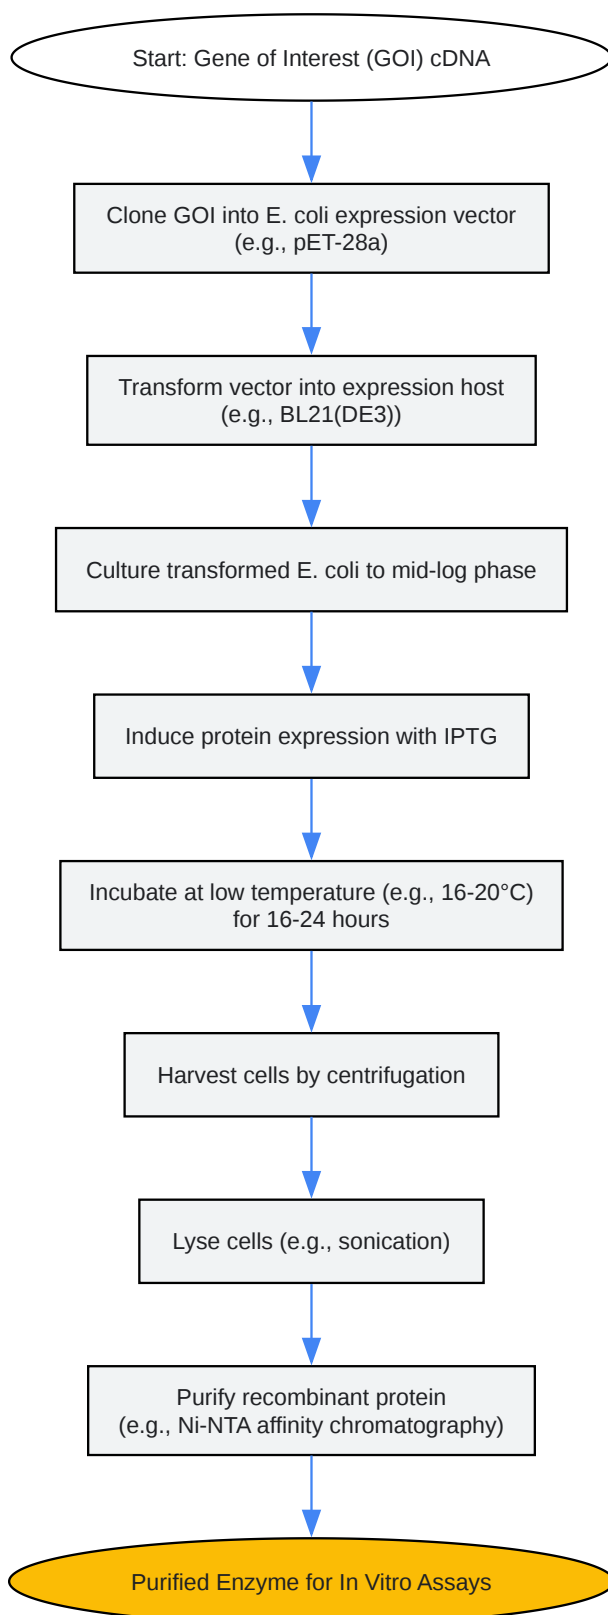 Start: Gene of Interest (GOI) cDNA
Clone GOI into E. coli expression vector
(e.g., pET-28a)
Transform vector into expression host
(e.g., BL21(DE3))
Culture transformed E. coli to mid-log phase
Induce protein expression with IPTG
Incubate at low temperature (e.g., 16-20°C)
for 16-24 hours
Harvest cells by centrifugation
Lyse cells (e.g., sonication)
Purify recombinant protein
(e.g., Ni-NTA affinity chromatography)
Purified Enzyme for In Vitro Assays